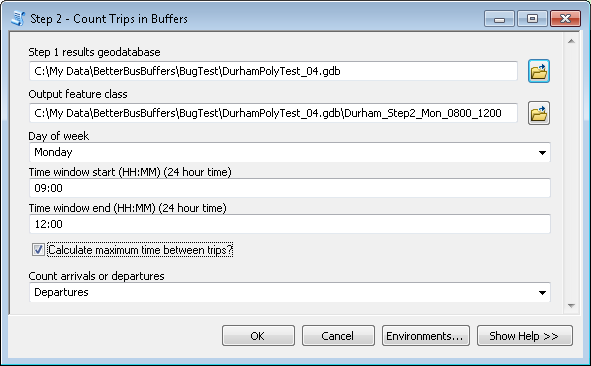 Step 2 - Count Trips in Buffers
Step 1 results geodatabase
C:\My Data\BetterBusBuffers\BugTest\DurhamPolyTest_04.gdb
Output feature class
C:\My Data\BetterBusBuffers\BugTest\DurhamPolyTest_04.gdb\Durham_Step2_Mon_0800_1200
Day of week
Monday
Time window start (HH:MM) (24 hour time)
09:00
Time window end (HH:MM) (24 hour time)
12:00
Calculate maximum time between trips?
Count arrivals or departures
Departures
OK Cancel Environments... Show Help >>